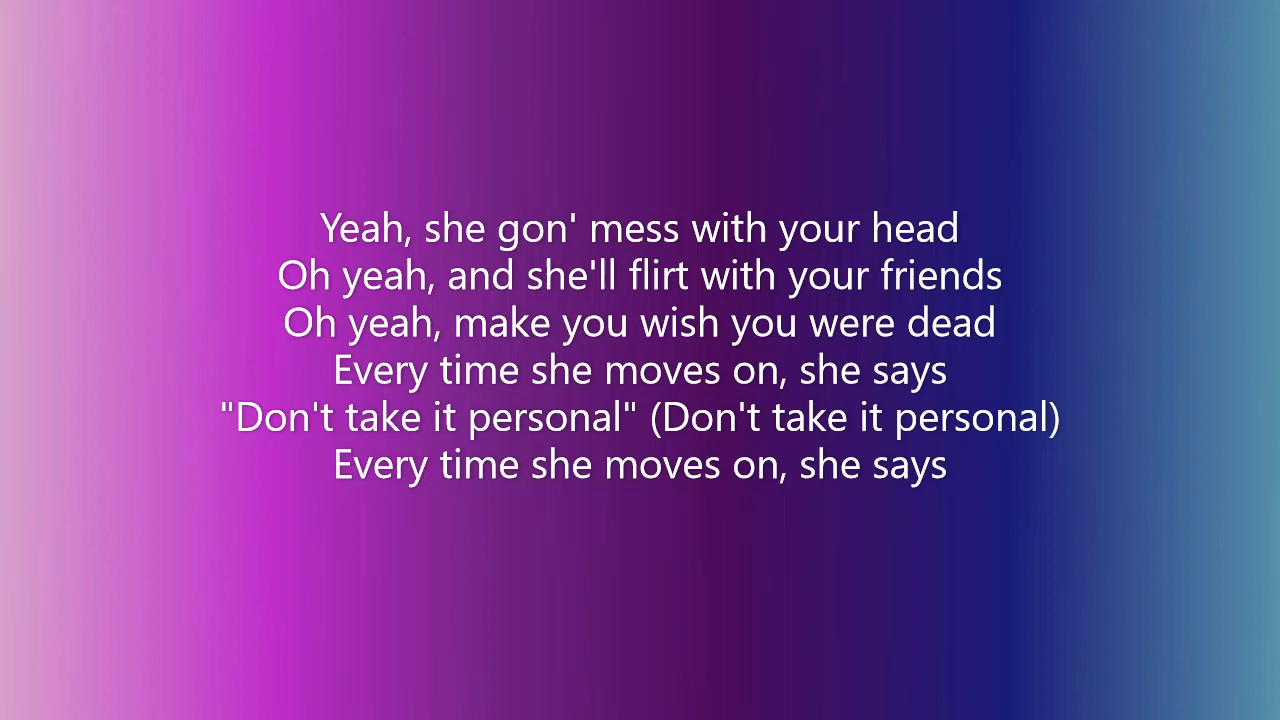 Yeah, she gon' mess with your head
Oh yeah, and she'll flirt with your friends
Oh yeah, make you wish you were dead
Every time she moves on, she says
"Don't take it personal" (Don't take it personal)
Every time she moves on, she says